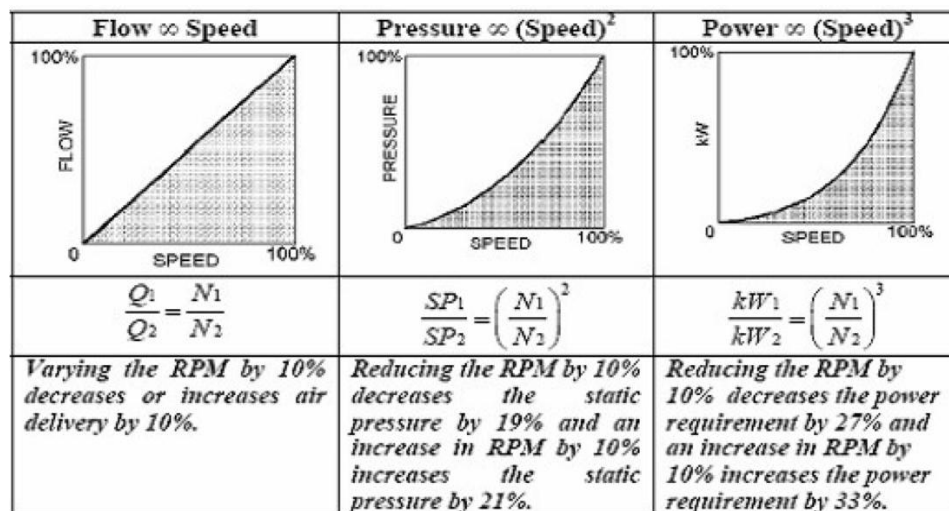 Flow ∞ Speed
Pressure ∞ (Speed)²
Power ∞ (Speed)³
100%
FLOW
0
SPEED
100%
100%
PRESSURE
0
SPEED
100%
100%
kW
0
SPEED
100%
Q1/Q2 = N1/N2
SP1/SP2 = (N1/N2)²
kW1/kW2 = (N1/N2)³
Varying the RPM by 10%
decreases or increases air
delivery by 10%.
Reducing the RPM by 10%
decreases the static
pressure by 19% and an
increase in RPM by 10%
increases the static
pressure by 21%.
Reducing the RPM by
10% decreases the power
requirement by 27% and
an increase in RPM by
10% increases the power
requirement by 33%.